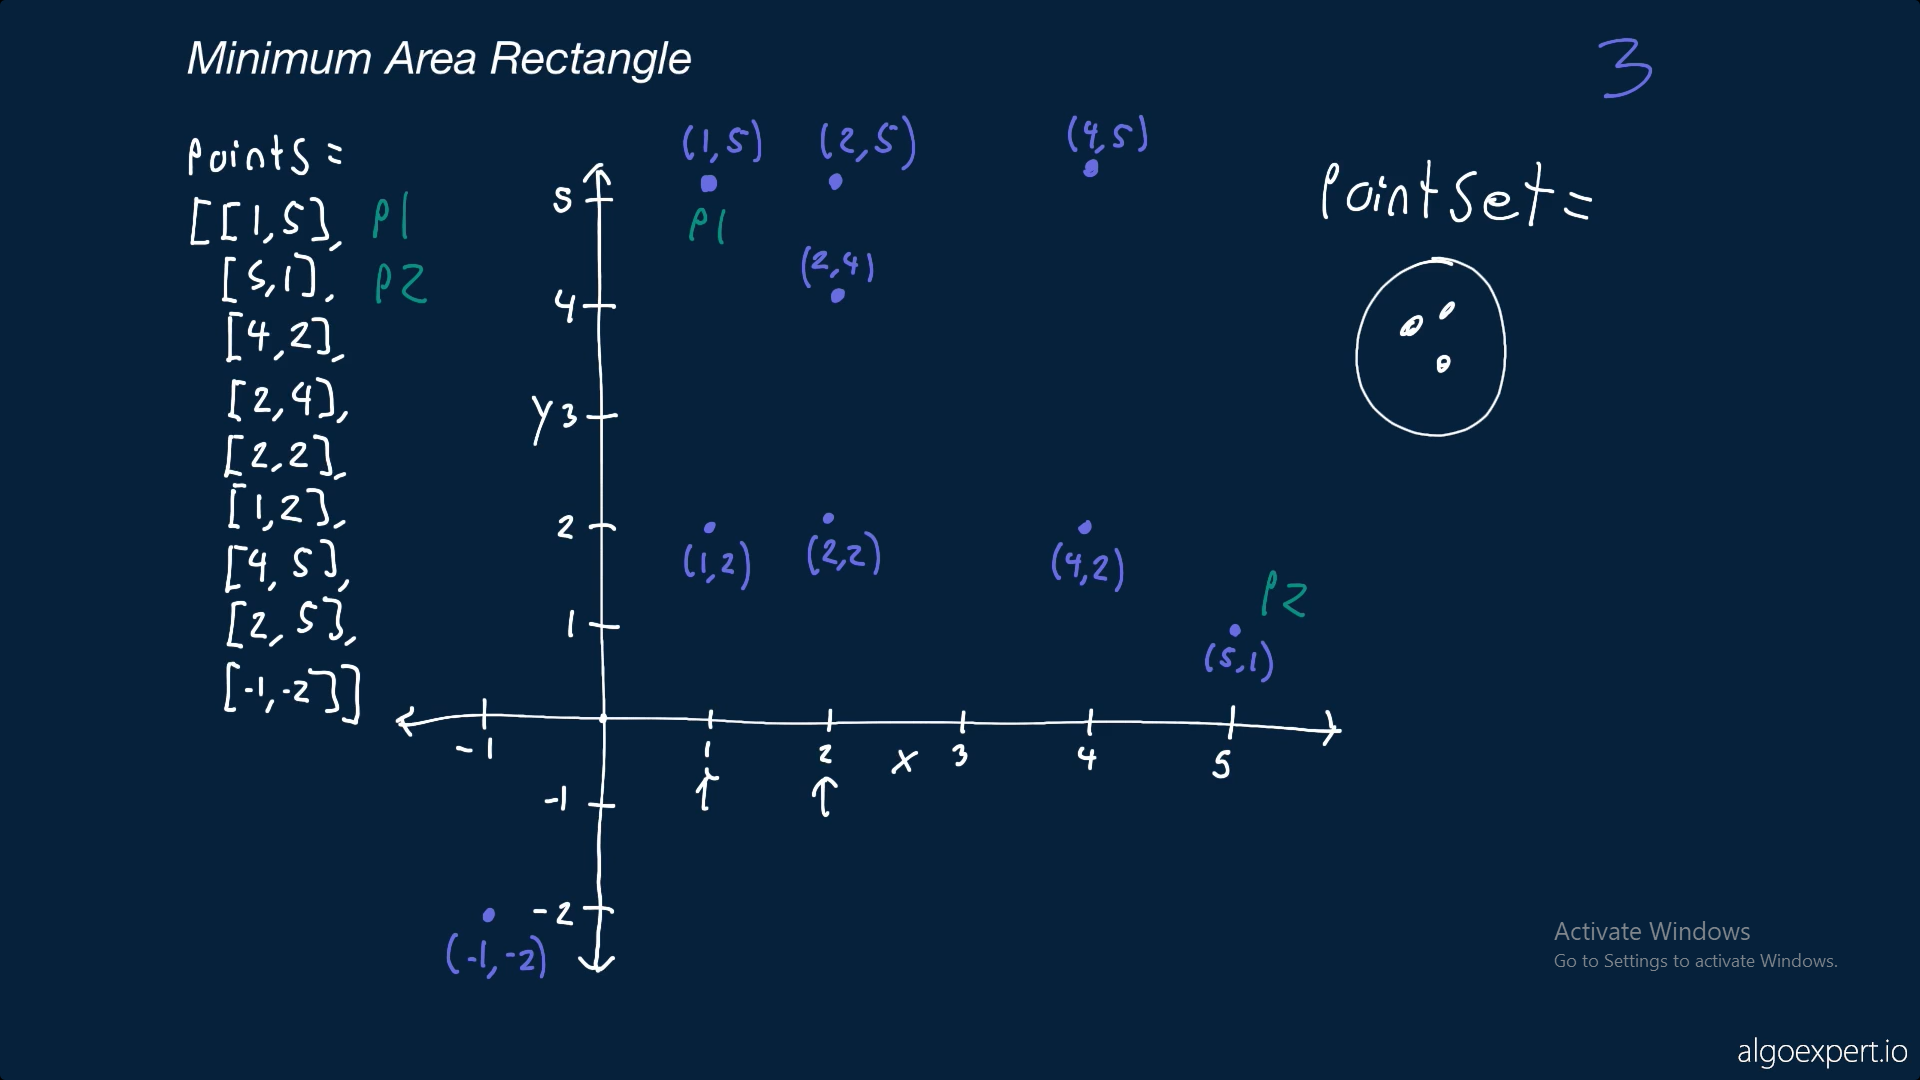 Minimum Area Rectangle
3
points =
[[1,5], P1
[5,1], P2
[4,2],
[2,4],
[2,2],
[1,2],
[4,5],
[2,5],
[-1,-2]]
(1,5) (2,5) (4,5)
P1
(2,4)
(1,2) (2,2) (4,2)
P2
(5,1)
(-1,-2)
5
4
y 3
2
1
-1
-2
-1 1 2 x 3 4 5
pointSet =
Activate Windows
Go to Settings to activate Windows.
algoexpert.io